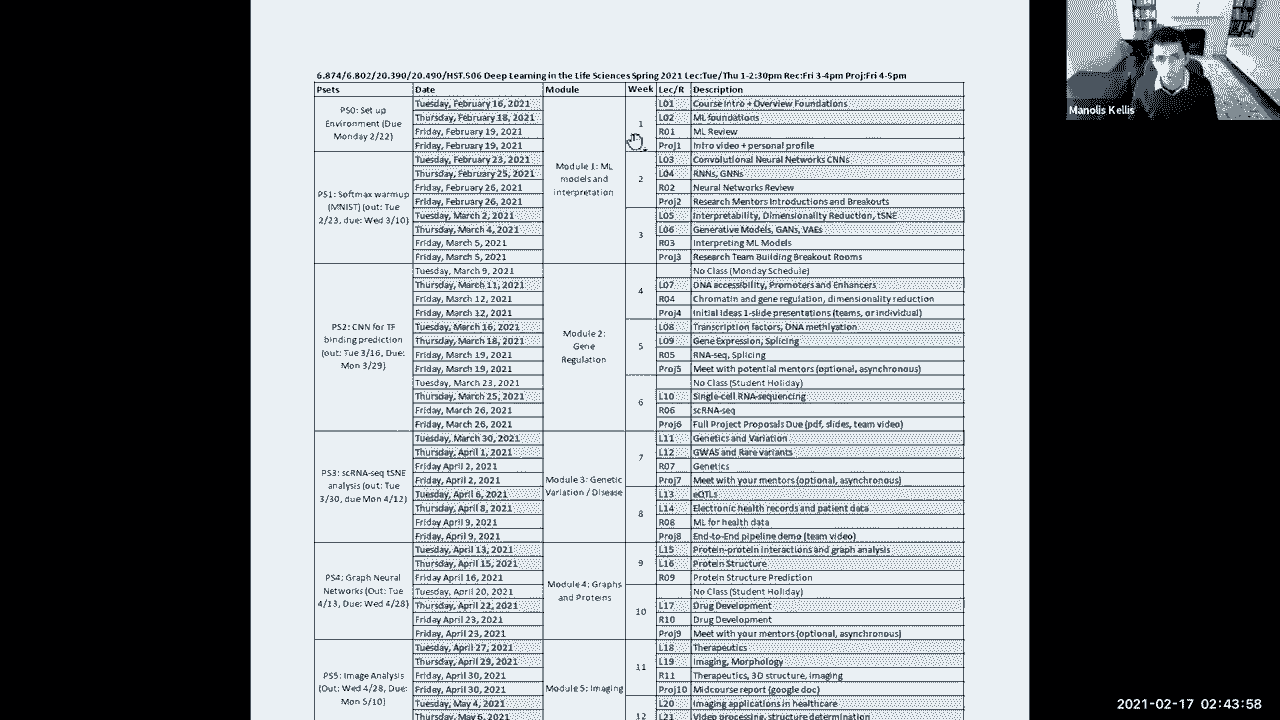 6.874/6.802/20.390/20.490/HST.506 Deep Learning in the Life Sciences Spring 2021 Lec:Tue/Thu 1-2:30pm Rec:Fri 3-4pm Proj:Fri 4-5pm
Psets Date Module Week Lec/R Description
PS0: Set up
Environment (Due
Monday 2/22)
PS1: Softmax warmup
(MNIST) (out: Tue
2/23, due: Wed 3/10)
PS2: CNN for TF
binding prediction
(out: Tue 3/16, Due:
Mon 3/29)
PS3: scRNA-seq tSNE
analysis (out: Tue
3/30, due Mon 4/12)
PS4: Graph Neural
Networks (Out: Tue
4/13, Due: Wed 4/28)
PS5: Image Analysis
(Out: Wed 4/28, Due:
Mon 5/10)
Module 1: ML
models and
interpretation
Module 2:
Gene
Regulation
Module 3: Genetic
Variation / Disease
Module 4: Graphs
and Proteins
Module 5: Imaging
1
2
3
4
5
6
7
8
9
10
11
12
Tuesday, February 16, 2021 L01 Course Intro + Overview Foundations
Thursday, February 18, 2021 L02 ML foundations
Friday, February 19, 2021 R01 ML Review
Friday, February 19, 2021 Proj1 Intro video + personal profile
Tuesday, February 23, 2021 L03 Convolutional Neural Networks CNNs
Thursday, February 25, 2021 L04 RNNs, GNNs
Friday, February 26, 2021 R02 Neural Networks Review
Friday, February 26, 2021 Proj2 Research Mentors Introductions and Breakouts
Tuesday, March 2, 2021 L05 Interpretability, Dimensionality Reduction, tSNE
Thursday, March 4, 2021 L06 Generative Models, GANs, VAEs
Friday, March 5, 2021 R03 Interpreting ML Models
Friday, March 5, 2021 Proj3 Research Team Building Breakout Rooms
Tuesday, March 9, 2021 No Class (Monday Schedule)
Thursday, March 11, 2021 L07 DNA accessibility, Promoters and Enhancers
Friday, March 12, 2021 R04 Chromatin and gene regulation, dimensionality reduction
Friday, March 12, 2021 Proj4 Initial ideas 1-slide presentations (teams, or individual)
Tuesday, March 16, 2021 L08 Transcription factors, DNA methlyation
Thursday, March 18, 2021 L09 Gene Expression, Splicing
Friday, March 19, 2021 R05 RNA-seq, Splicing
Friday, March 19, 2021 Proj5 Meet with potential mentors (optional, asynchronous)
Tuesday, March 23, 2021 No Class (Student Holiday)
Thursday, March 25, 2021 L10 Single-cell RNA-sequencing
Friday, March 26, 2021 R06 scRNA-seq
Friday, March 26, 2021 Proj6 Full Project Proposals Due (pdf, slides, team video)
Tuesday, March 30, 2021 L11 Genetics and Variation
Thursday, April 1, 2021 L12 GWAS and Rare variants
Friday April 2, 2021 R07 Genetics
Friday, April 2, 2021 Proj7 Meet with your mentors (optional, asynchronous)
Tuesday, April 6, 2021 L13 eQTLs
Thursday, April 8, 2021 L14 Electronic health records and patient data
Friday April 9, 2021 R08 ML for health data
Friday, April 9, 2021 Proj8 End-to-End pipeline demo (team video)
Tuesday, April 13, 2021 L15 Protein-protein interactions and graph analysis
Thursday, April 15, 2021 L16 Protein Structure
Friday April 16, 2021 R09 Protein Structure Prediction
Tuesday, April 20, 2021 No Class (Student Holiday)
Thursday, April 22, 2021 L17 Drug Development
Friday April 23, 2021 R10 Drug Development
Friday, April 23, 2021 Proj9 Meet with your mentors (optional, asynchronous)
Tuesday, April 27, 2021 L18 Therapeutics
Thursday, April 29, 2021 L19 Imaging, Morphology
Friday, April 30, 2021 R11 Therapeutics, 3D structure, imaging
Friday, April 30, 2021 Proj10 Midcourse report (google doc)
Tuesday, May 4, 2021 L20 Imaging applications in healthcare
Thursday, May 6, 2021 L21 Video processing, structure determination
Manolis Kellis
2021-02-17 02:43:58